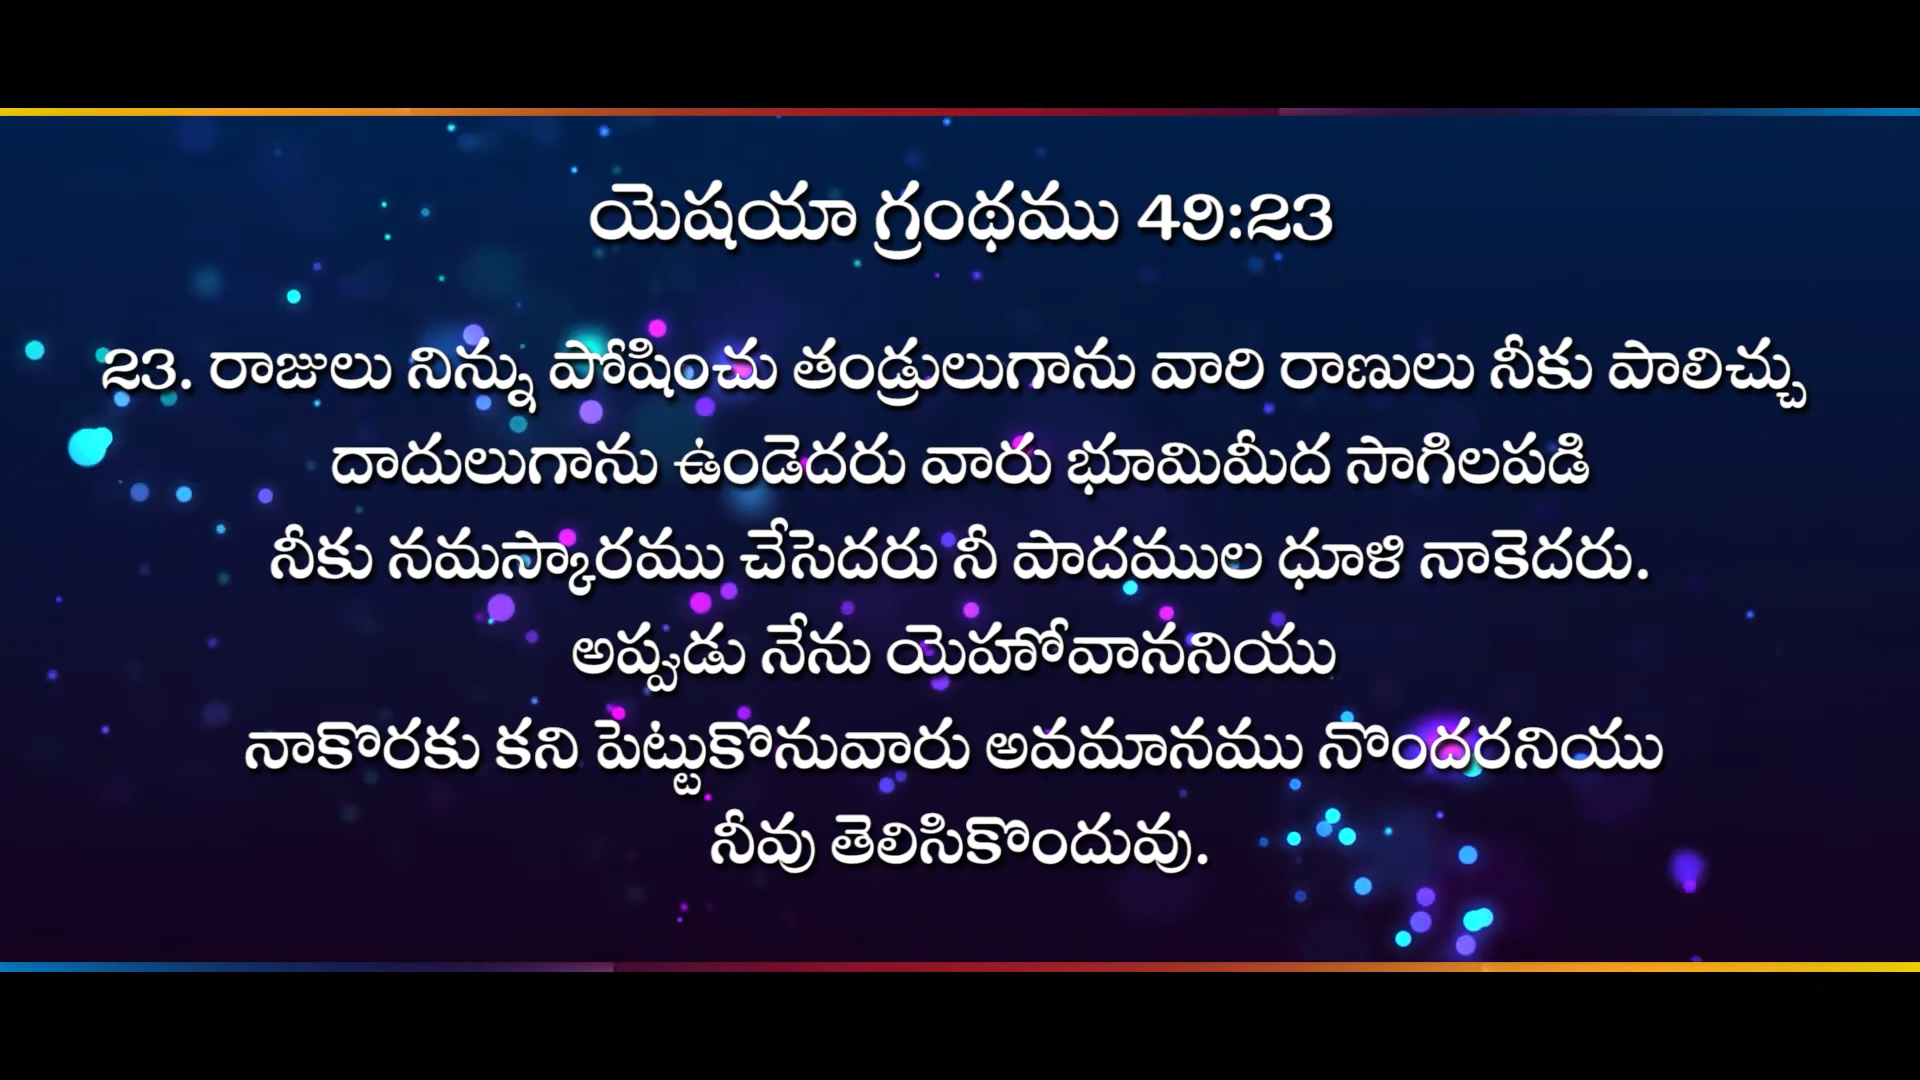 యెషయా గ్రంథము 49:23
23. రాజులు నిన్ను పోషించు తండ్రులుగాను వారి రాణులు నీకు పాలిచ్చు
దాదులుగాను ఉండెదరు వారు భూమిమీద సాగిలపడి
నీకు నమస్కారము చేసెదరు నీ పాదముల ధూళి నాకెదరు.
అప్పుడు నేను యెహోవాననియు
నాకొరకు కని పెట్టుకొనువారు అవమానము నొందరనియు
నీవు తెలిసికొందువు.